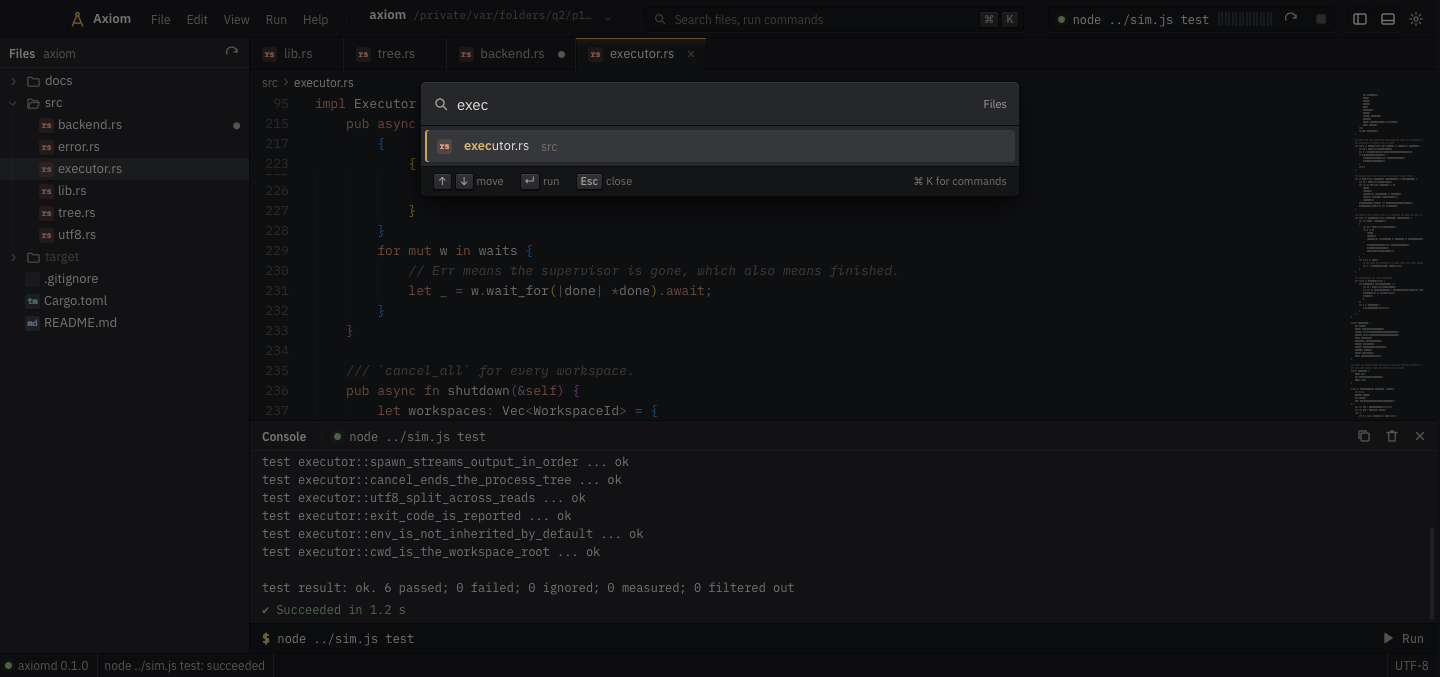 Axiom File Edit View Run Help axiom /private/var/folders/q2/p1… Search files, run commands ⌘ K node ../sim.js test
Files axiom
lib.rs tree.rs backend.rs executor.rs
docs
src
backend.rs
error.rs
executor.rs
lib.rs
tree.rs
utf8.rs
target
.gitignore
Cargo.toml
README.md
src > executor.rs
exec Files
executor.rs src
↑ ↓ move ↵ run Esc close ⌘ K for commands
95 impl Executor
215 pub async
217 {
223 {
226
227 }
228 }
229 for mut w in waits {
230 // Err means the supervisor is gone, which also means finished.
231 let _ = w.wait_for(|done| *done).await;
232 }
233 }
234
235 /// `cancel_all` for every workspace.
236 pub async fn shutdown(&self) {
237 let workspaces: Vec<WorkspaceId> = {
Console node ../sim.js test
test executor::spawn_streams_output_in_order ... ok
test executor::cancel_ends_the_process_tree ... ok
test executor::utf8_split_across_reads ... ok
test executor::exit_code_is_reported ... ok
test executor::env_is_not_inherited_by_default ... ok
test executor::cwd_is_the_workspace_root ... ok
test result: ok. 6 passed; 0 failed; 0 ignored; 0 measured; 0 filtered out
✔ Succeeded in 1.2 s
$ node ../sim.js test Run
axiomd 0.1.0 node ../sim.js test: succeeded UTF-8